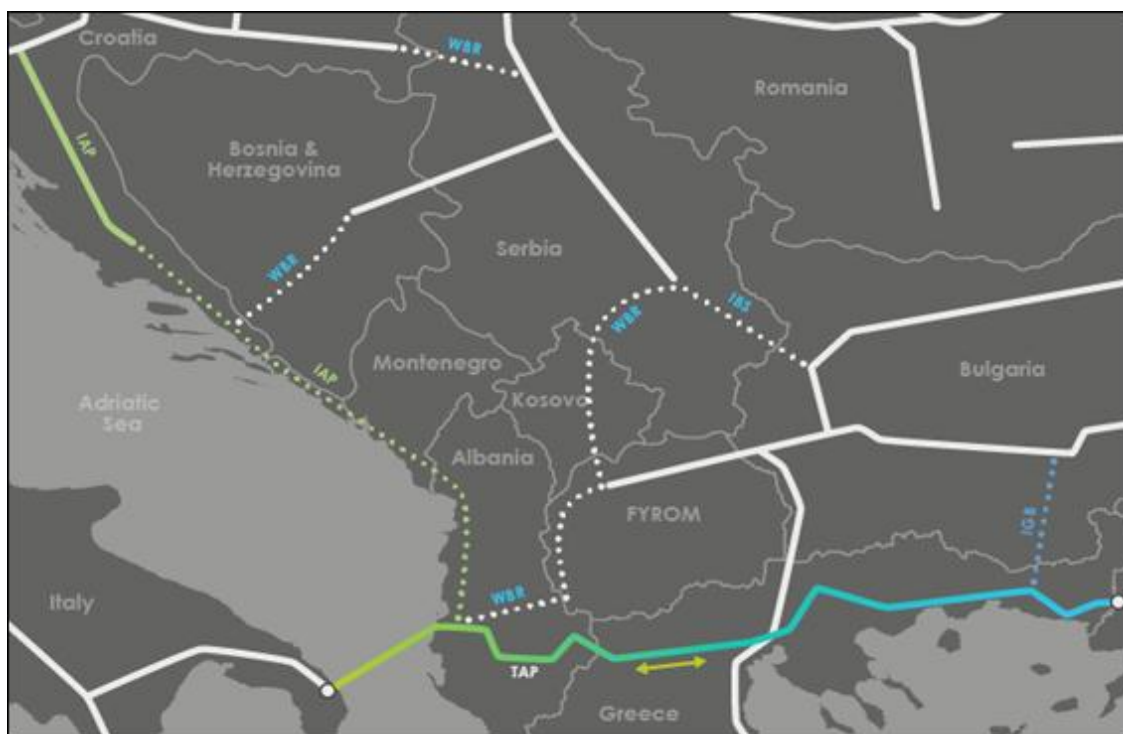 Croatia
WBR
Romania
IAP
Bosnia &
Herzegovina
WBR
Serbia
IBS
WBR
Montenegro
IAP
Bulgaria
Kosovo
Adriatic
Sea
Albania
FYROM
IGB
WBR
Italy
TAP
Greece